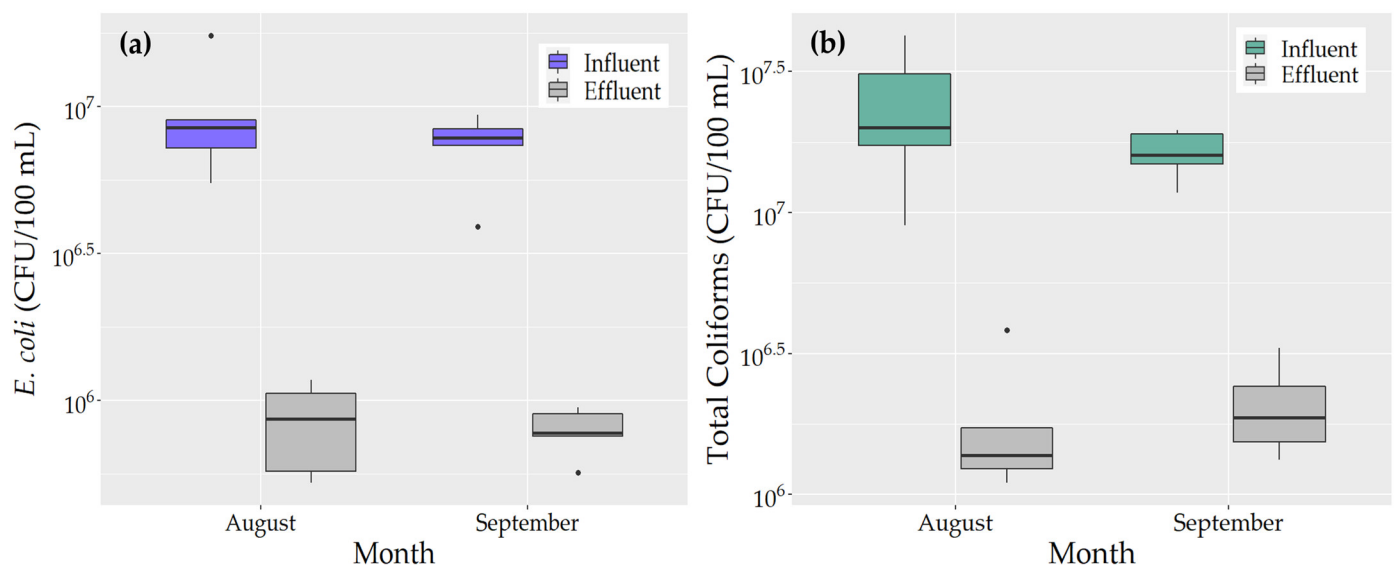 (a)
Influent
Effluent
E. coli (CFU/100 mL)
10^7
10^6.5
10^6
August
September
Month
(b)
Influent
Effluent
Total Coliforms (CFU/100 mL)
10^7.5
10^7
10^6.5
10^6
August
September
Month